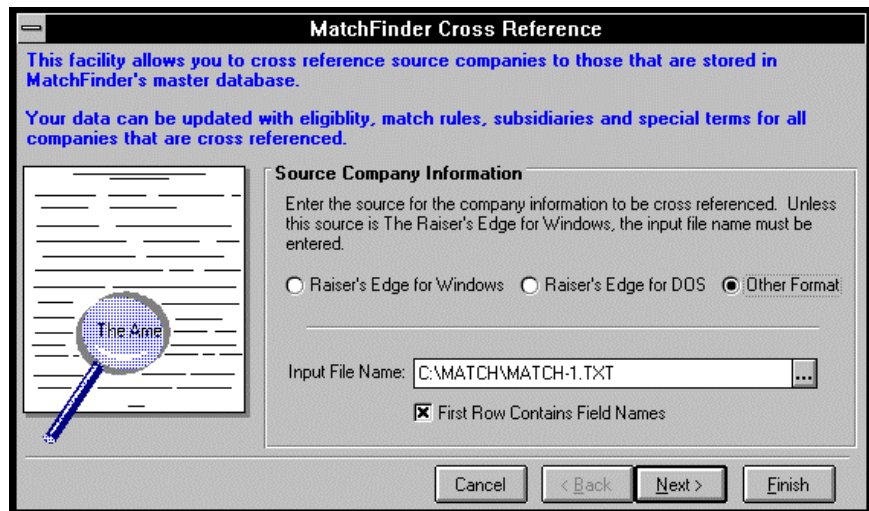 MatchFinder Cross Reference
This facility allows you to cross reference source companies to those that are stored in
MatchFinder's master database.
Your data can be updated with eligiblity, match rules, subsidiaries and special terms for all
companies that are cross referenced.
Source Company Information
Enter the source for the company information to be cross referenced. Unless
this source is The Raiser's Edge for Windows, the input file name must be
entered.
Raiser's Edge for Windows Raiser's Edge for DOS Other Format
The Ame
Input File Name: C:\MATCH\MATCH-1.TXT ...
First Row Contains Field Names
Cancel < Back Next > Finish